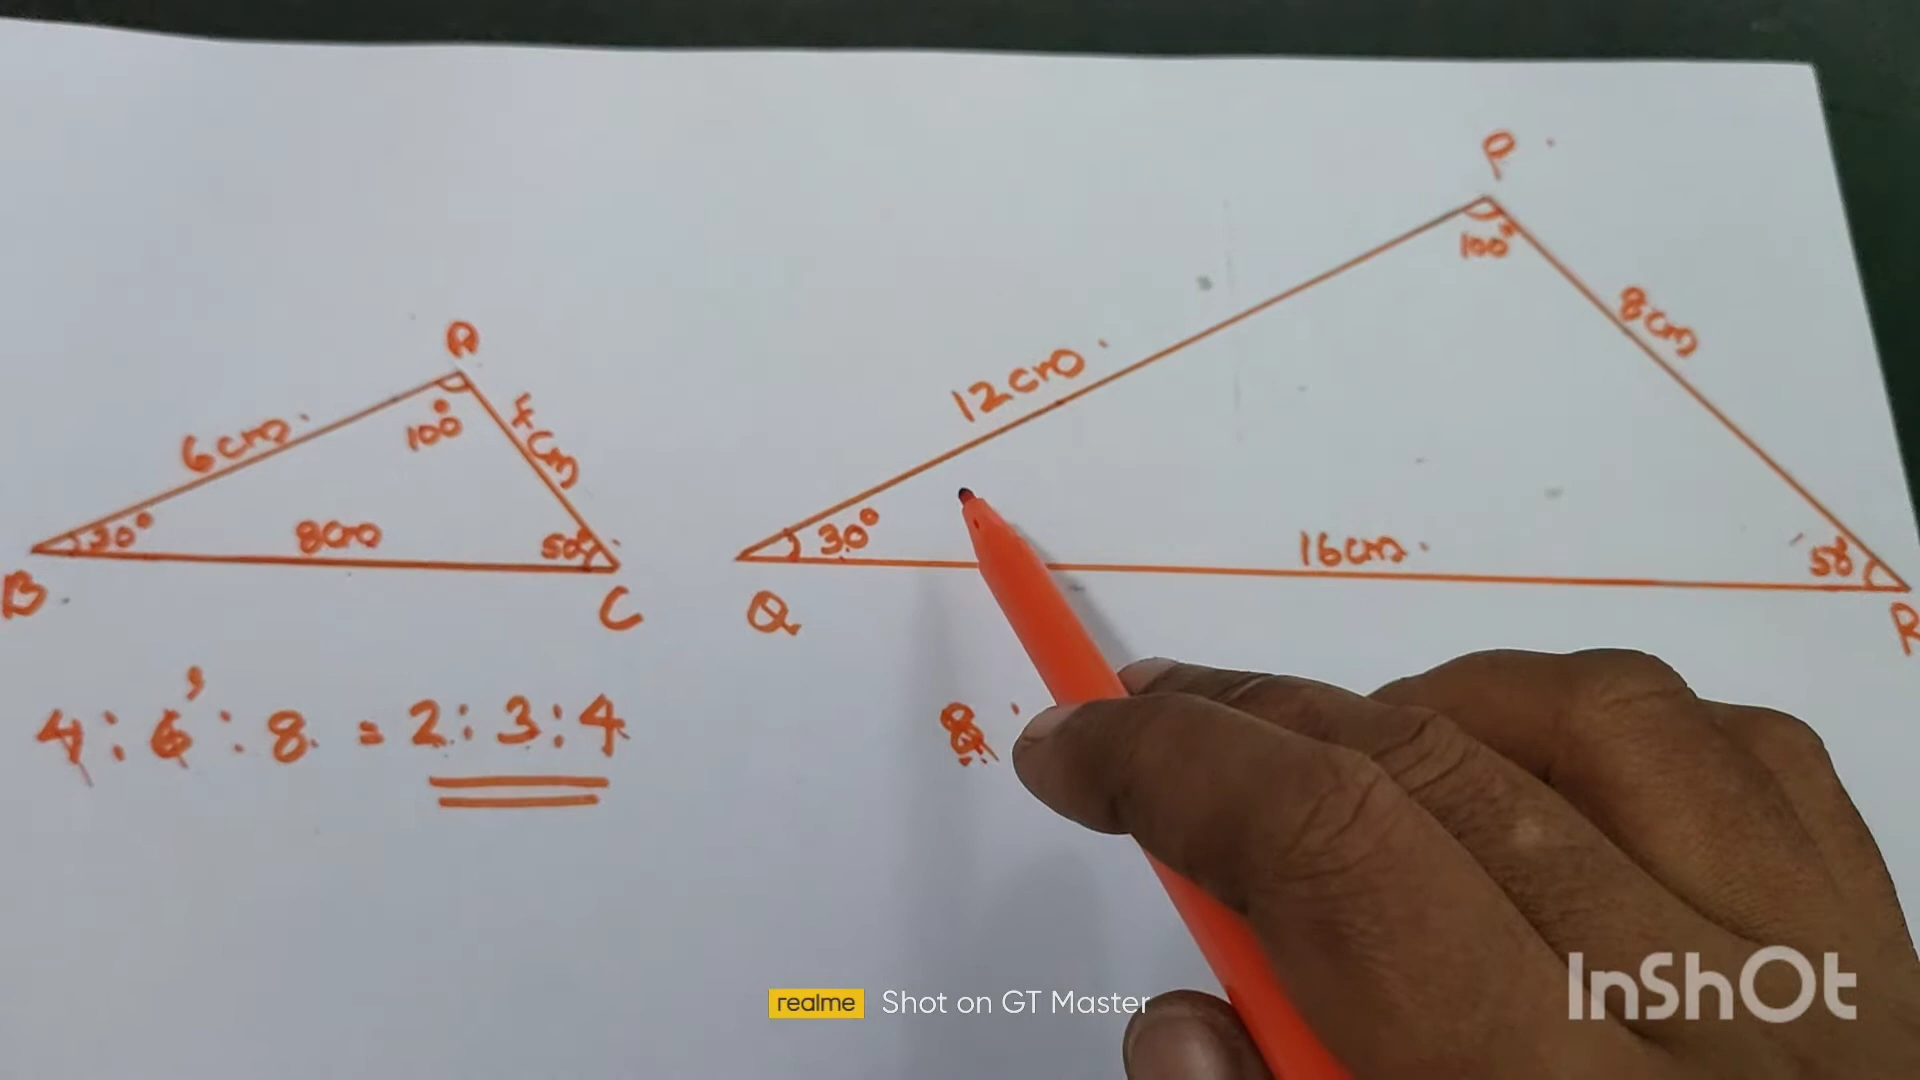 P
100°
8cm
A
12cm
6cm
100°
4cm
30°
8cm
50°
30°
16cm
50°
B
C
Q
R
4 : 6 : 8 = 2 : 3 : 4
8 :
realme Shot on GT Master
InShOt